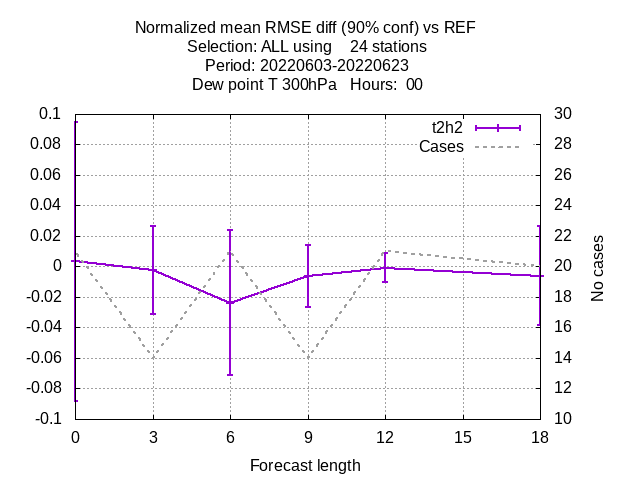 Normalized mean RMSE diff (90% conf) vs REF
Selection: ALL using    24 stations
Period: 20220603-20220623
Dew point T 300hPa   Hours:  00
0.1
0.08
0.06
0.04
0.02
0
-0.02
-0.04
-0.06
-0.08
-0.1
t2h2
Cases
30
28
26
24
22
20
18
16
14
12
10
No cases
0 3 6 9 12 15 18
Forecast length